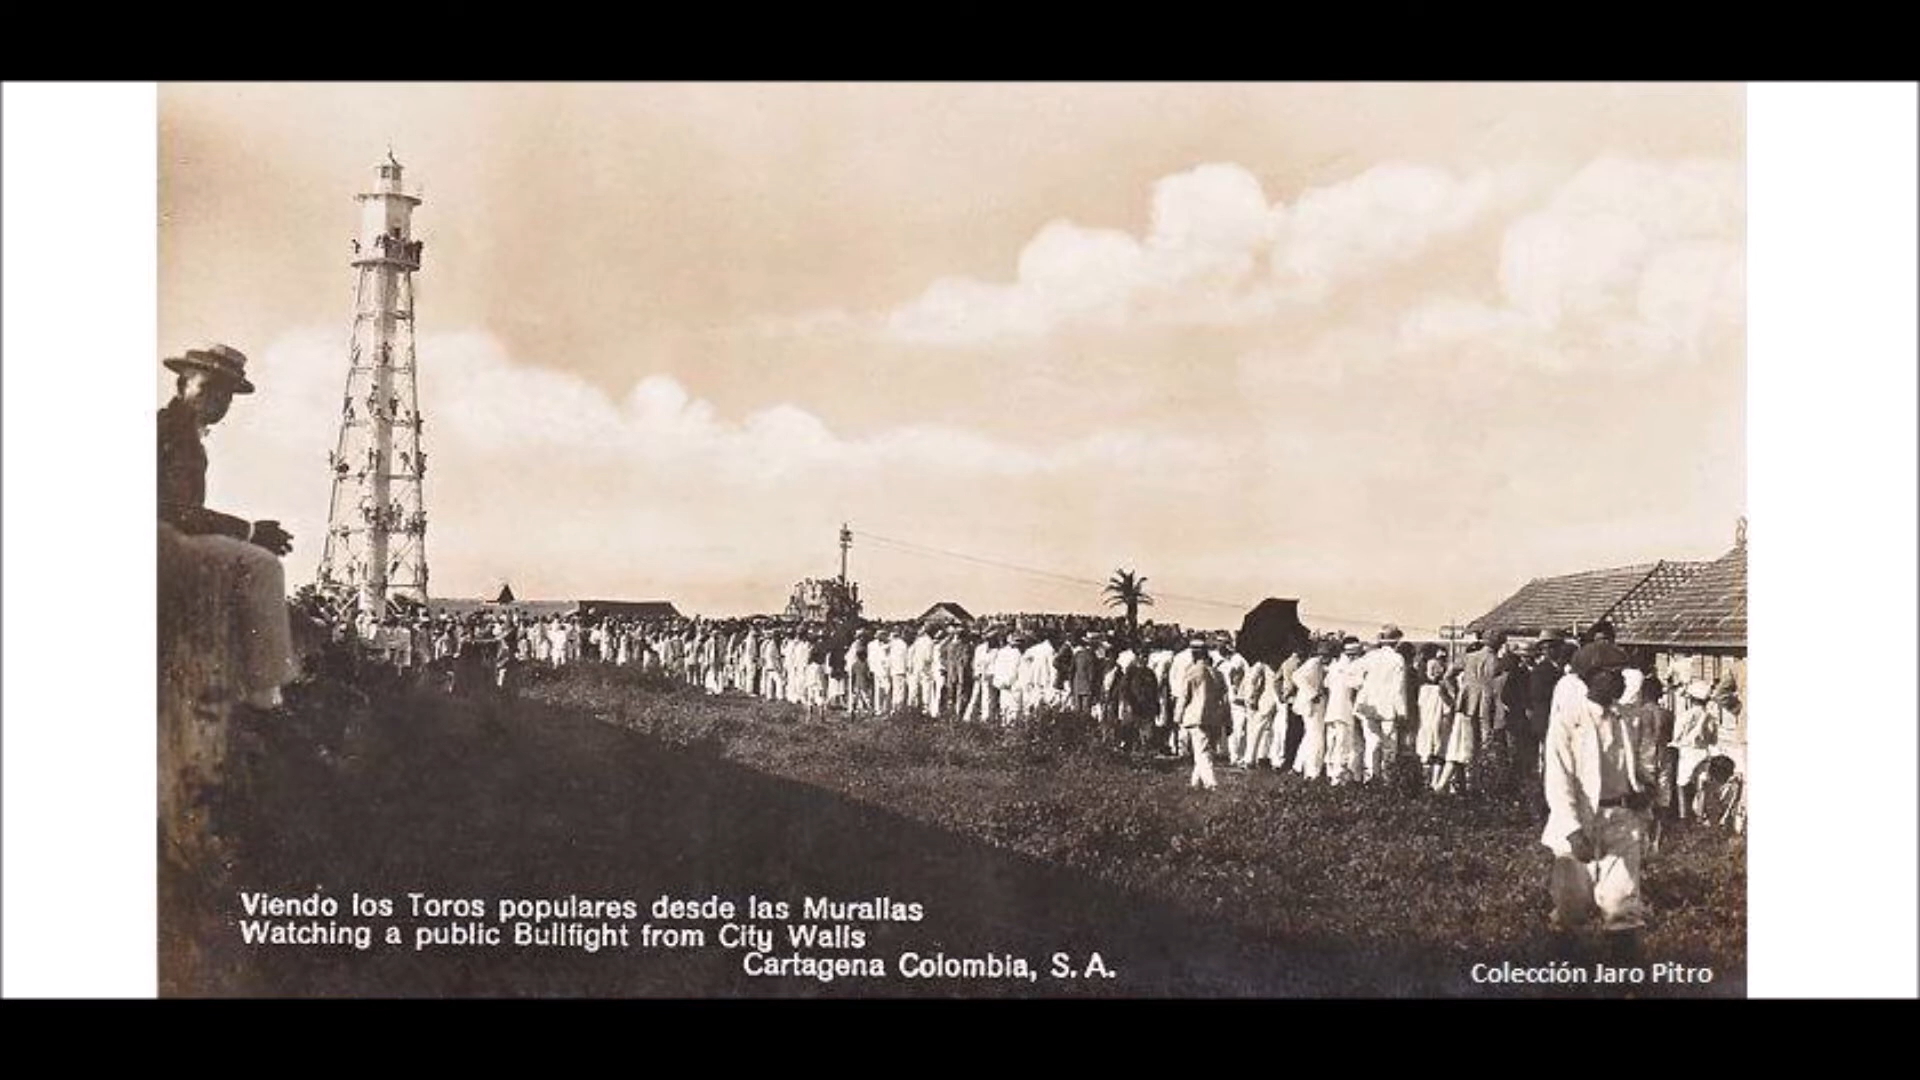 Viendo los Toros populares desde las Murallas
Watching a public Bullfight from City Walls
Cartagena Colombia, S. A.
Colección Jaro Pitro